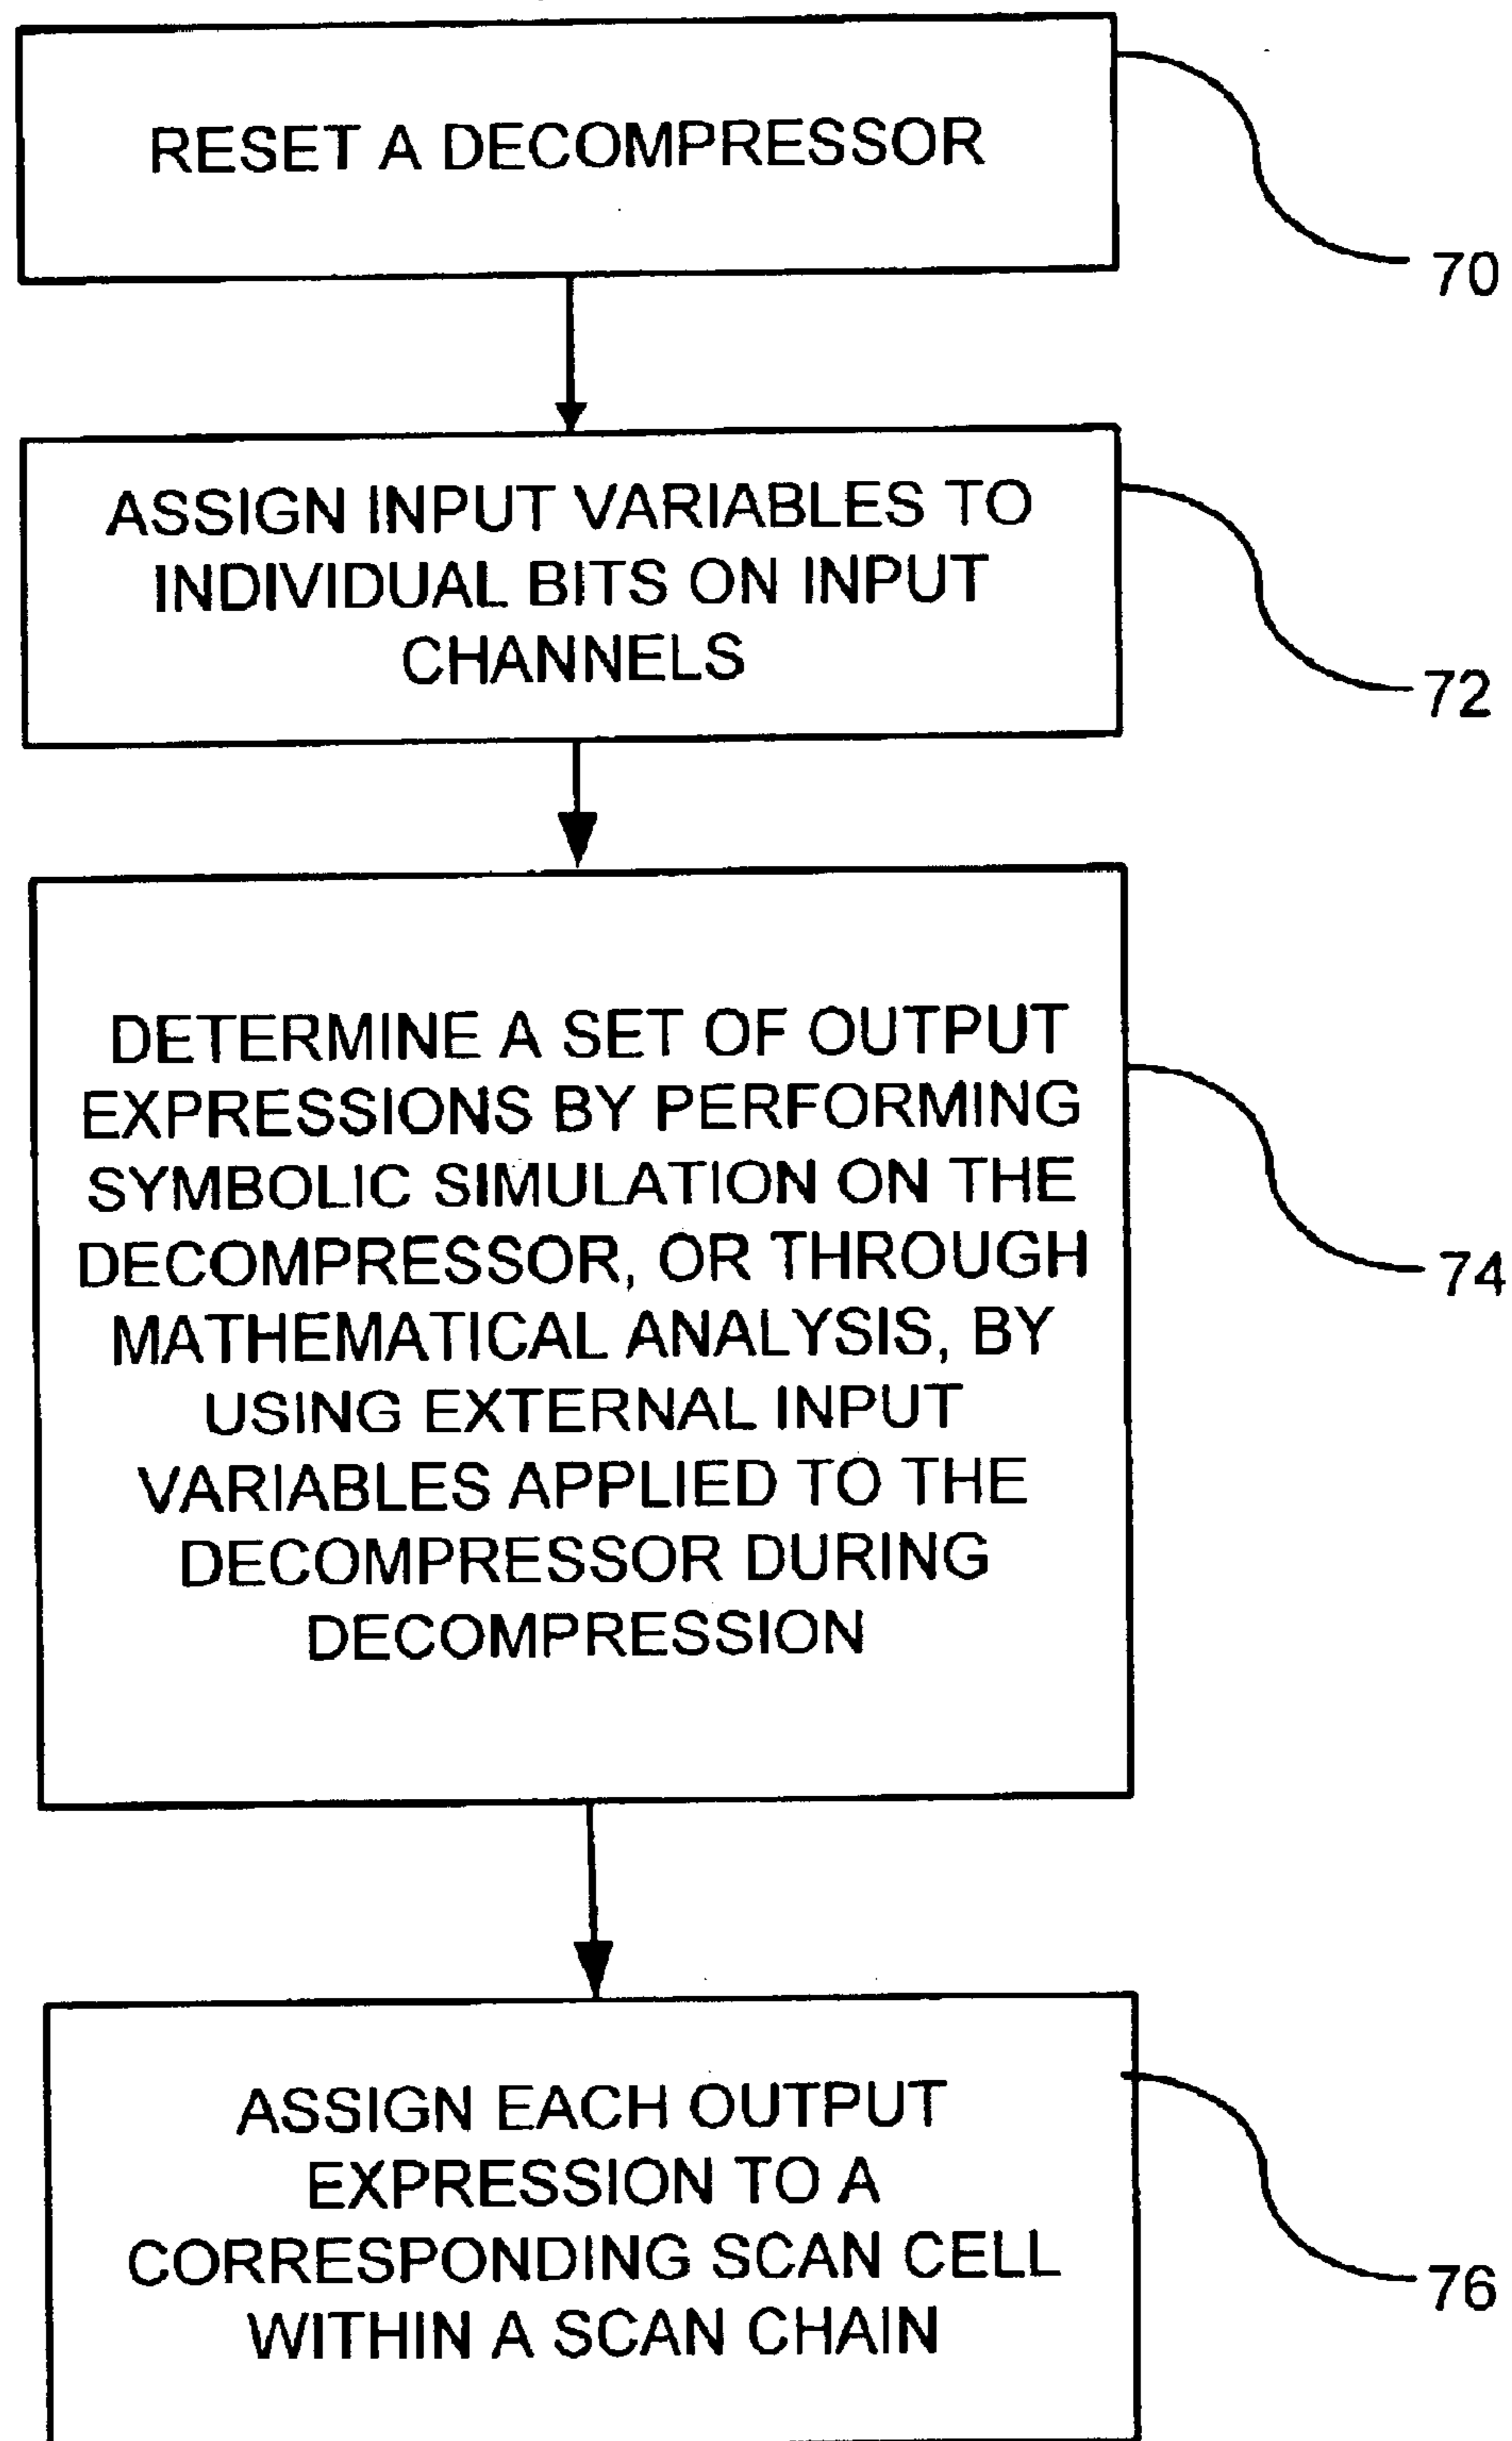 RESET A DECOMPRESSOR
70
ASSIGN INPUT VARIABLES TO
INDIVIDUAL BITS ON INPUT
CHANNELS
72
DETERMINE A SET OF OUTPUT
EXPRESSIONS BY PERFORMING
SYMBOLIC SIMULATION ON THE
DECOMPRESSOR, OR THROUGH
MATHEMATICAL ANALYSIS, BY
USING EXTERNAL INPUT
VARIABLES APPLIED TO THE
DECOMPRESSOR DURING
DECOMPRESSION
74
ASSIGN EACH OUTPUT
EXPRESSION TO A
CORRESPONDING SCAN CELL
WITHIN A SCAN CHAIN
76